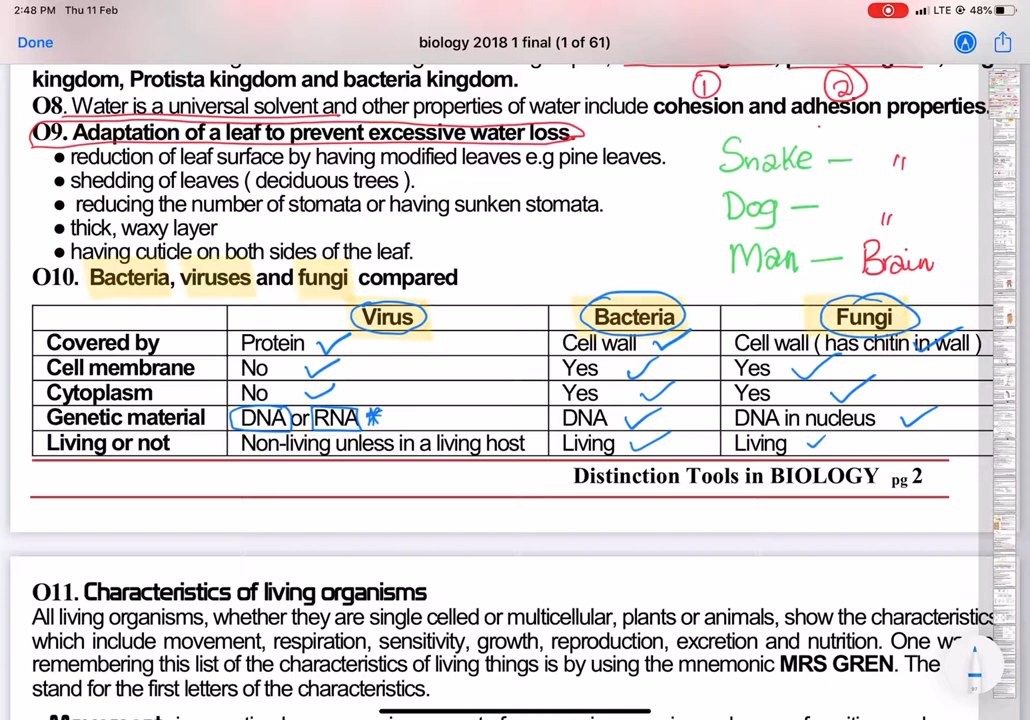 2:48 PM Thu 11 Feb
LTE 48%
Done
biology 2018 1 final (1 of 61)
kingdom, Protista kingdom and bacteria kingdom.
1 2
O8. Water is a universal solvent and other properties of water include cohesion and adhesion properties.
O9. Adaptation of a leaf to prevent excessive water loss.
• reduction of leaf surface by having modified leaves e.g pine leaves.
• shedding of leaves ( deciduous trees ).
• reducing the number of stomata or having sunken stomata.
• thick, waxy layer
• having cuticle on both sides of the leaf.
Snake — "
Dog — "
Man — Brain
O10. Bacteria, viruses and fungi compared
Virus Bacteria Fungi
Covered by Protein Cell wall Cell wall ( has chitin in wall )
Cell membrane No Yes Yes
Cytoplasm No Yes Yes
Genetic material DNA or RNA * DNA DNA in nucleus
Living or not Non-living unless in a living host Living Living
Distinction Tools in BIOLOGY pg 2
O11. Characteristics of living organisms
All living organisms, whether they are single celled or multicellular, plants or animals, show the characteristics
which include movement, respiration, sensitivity, growth, reproduction, excretion and nutrition. One
remembering this list of the characteristics of living things is by using the mnemonic MRS GREN. The
stand for the first letters of the characteristics.